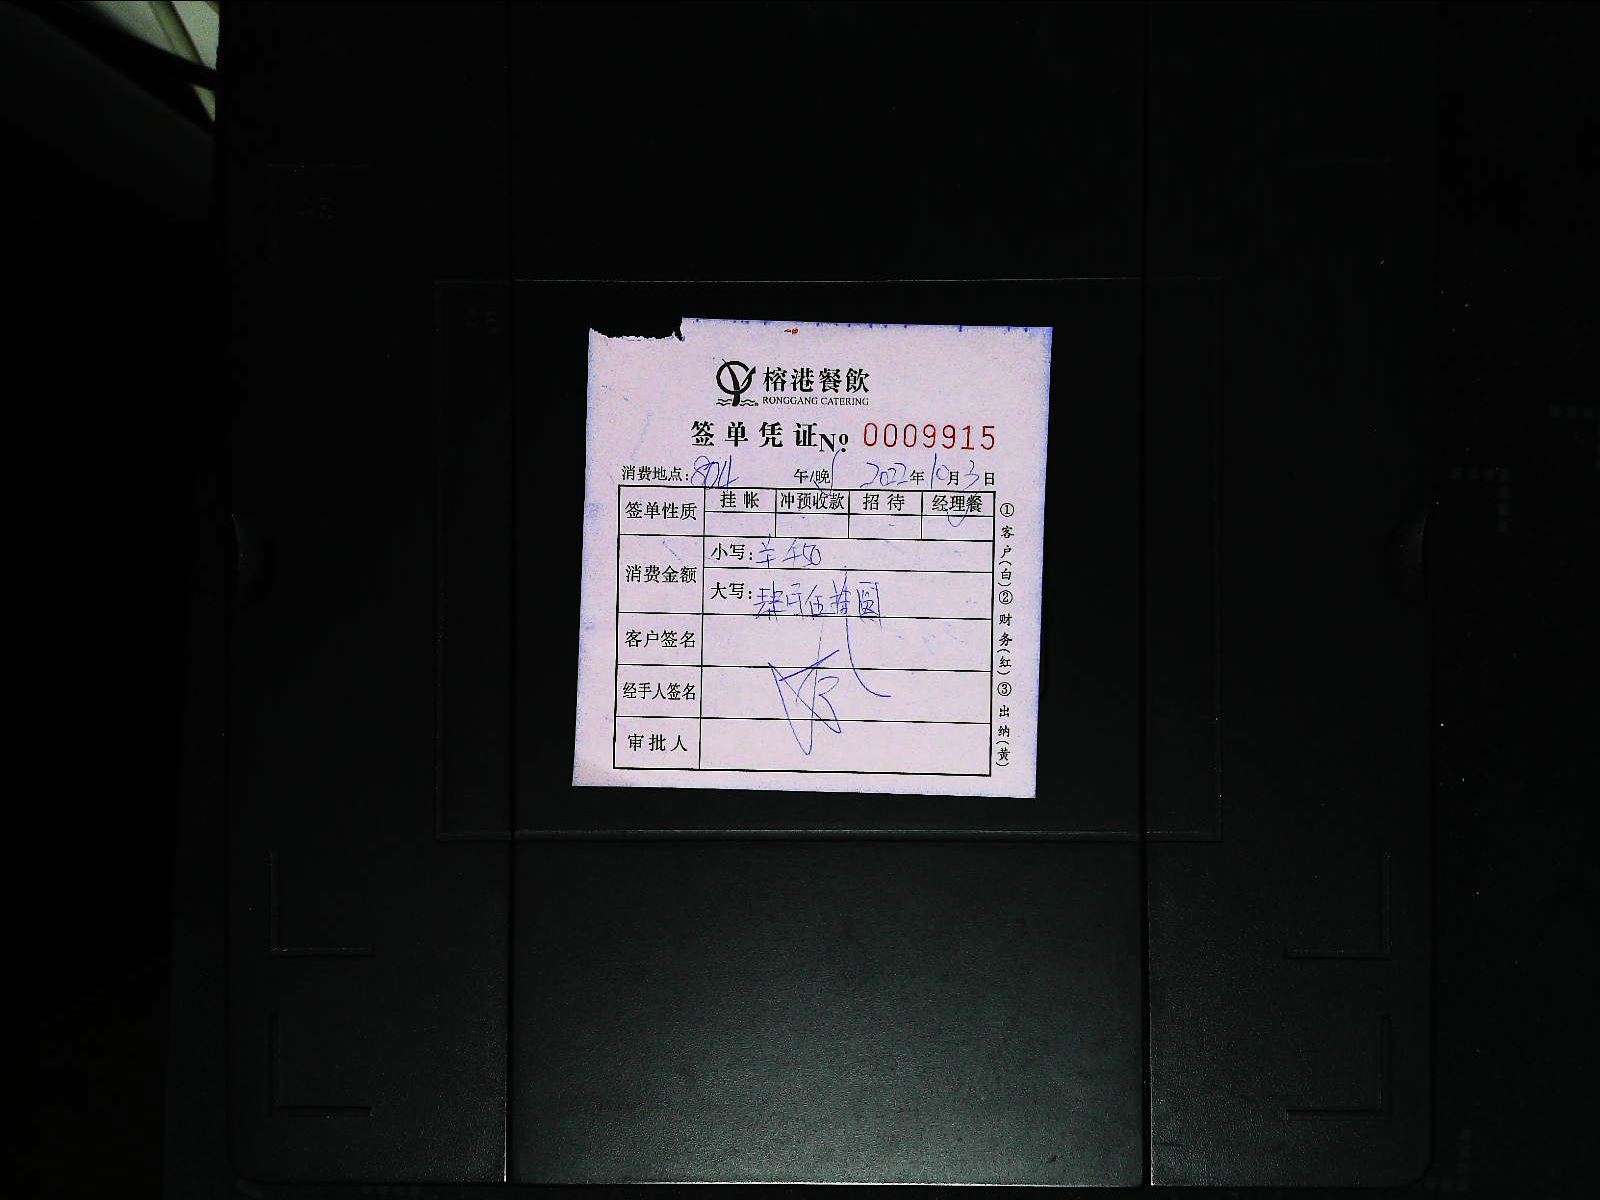 榕港餐飲
RONGGANG CATERING
签单凭证 №: 0009915
消费地点: 804 午/晚 2022年10月3日
签单性质 挂帐 冲预收款 招待 经理餐
消费金额 小写: ¥450
大写: 肆百伍拾圆
客户签名
经手人签名
审批人
①客户(白)②财务(红)③出纳(黄)